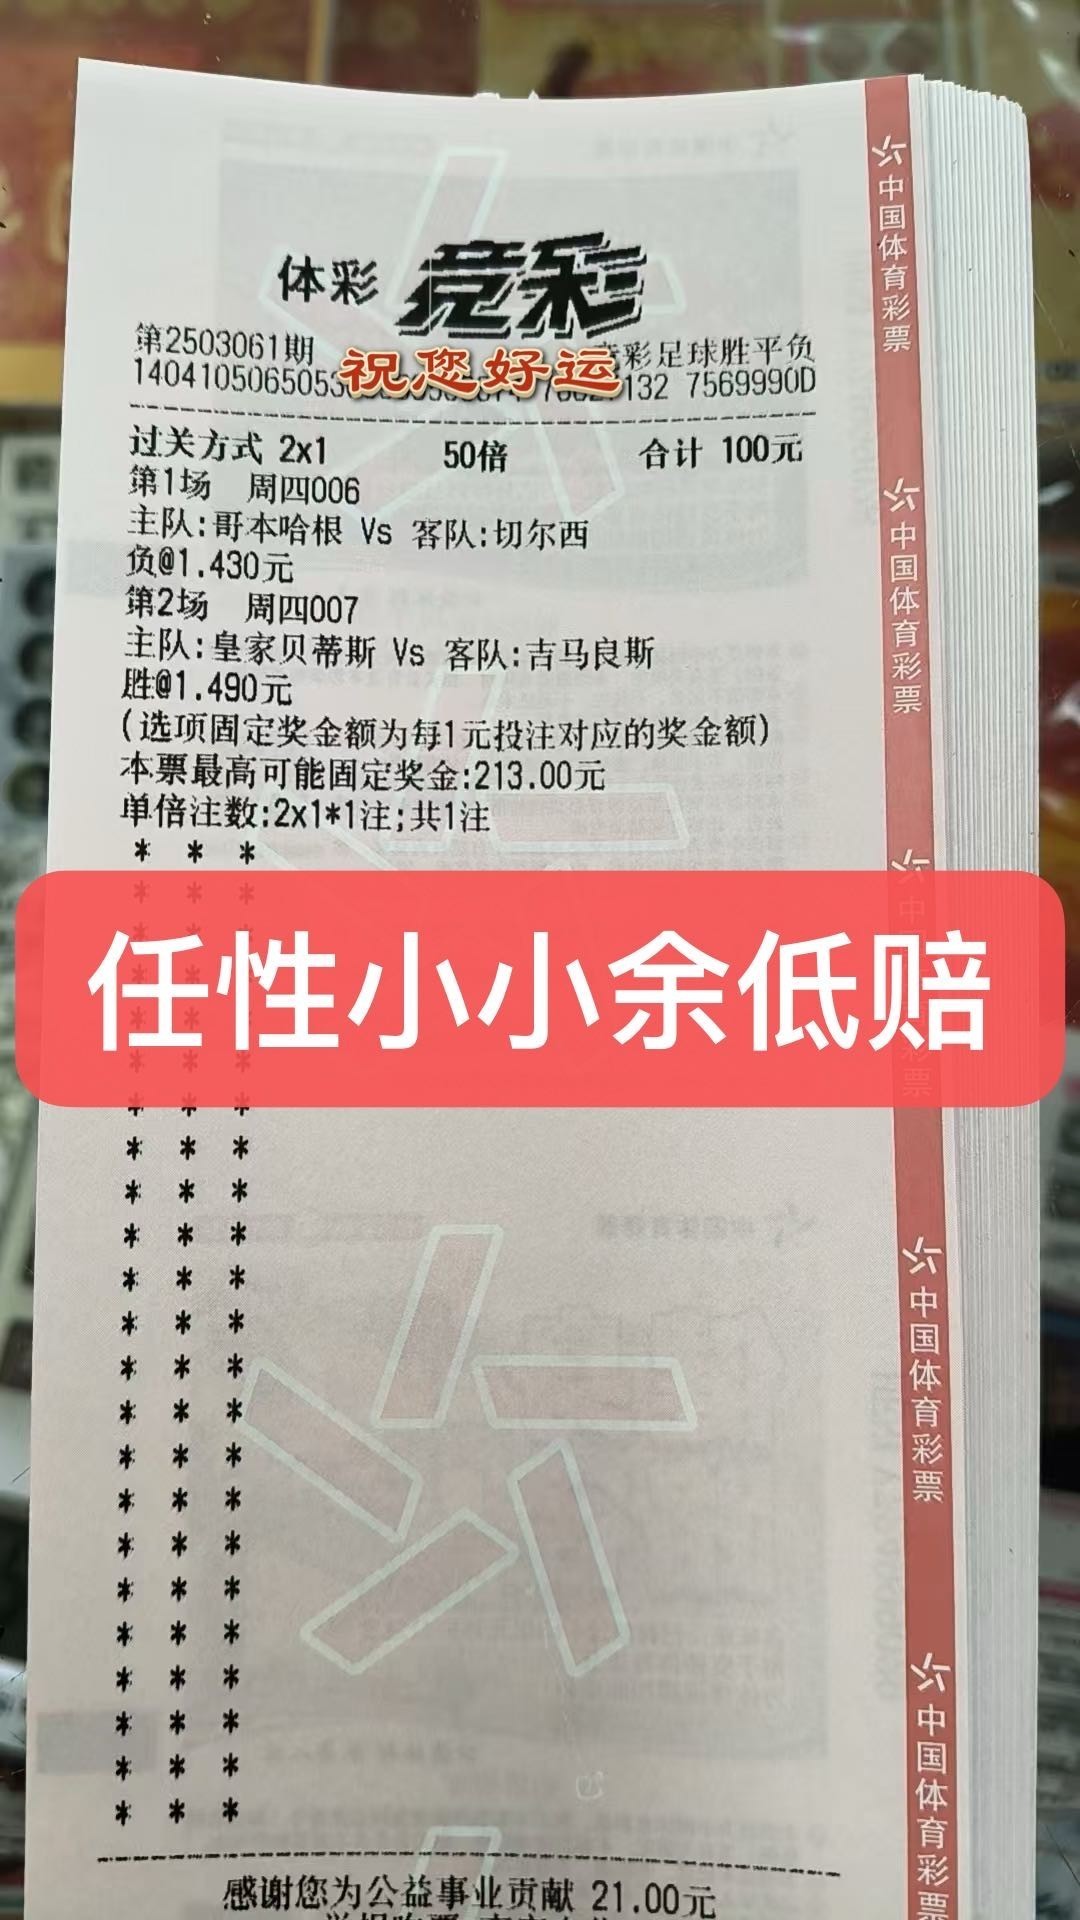 体彩 竞彩
第2503061期 竞彩足球胜平负
祝您好运
132 7569990D
过关方式 2x1 50倍 合计 100元
第1场 周四006
主队:哥本哈根 Vs 客队:切尔西
负@1.430元
第2场 周四007
主队:皇家贝蒂斯 Vs 客队:吉马良斯
胜@1.490元
(选项固定奖金额为每1元投注对应的奖金额)
本票最高可能固定奖金:213.00元
单倍注数:2x1*1注;共1注
任性小小余低赔
感谢您为公益事业贡献 21.00元
中国体育彩票
中国体育彩票
中国体育彩票
中国体育彩票
中国体育彩票